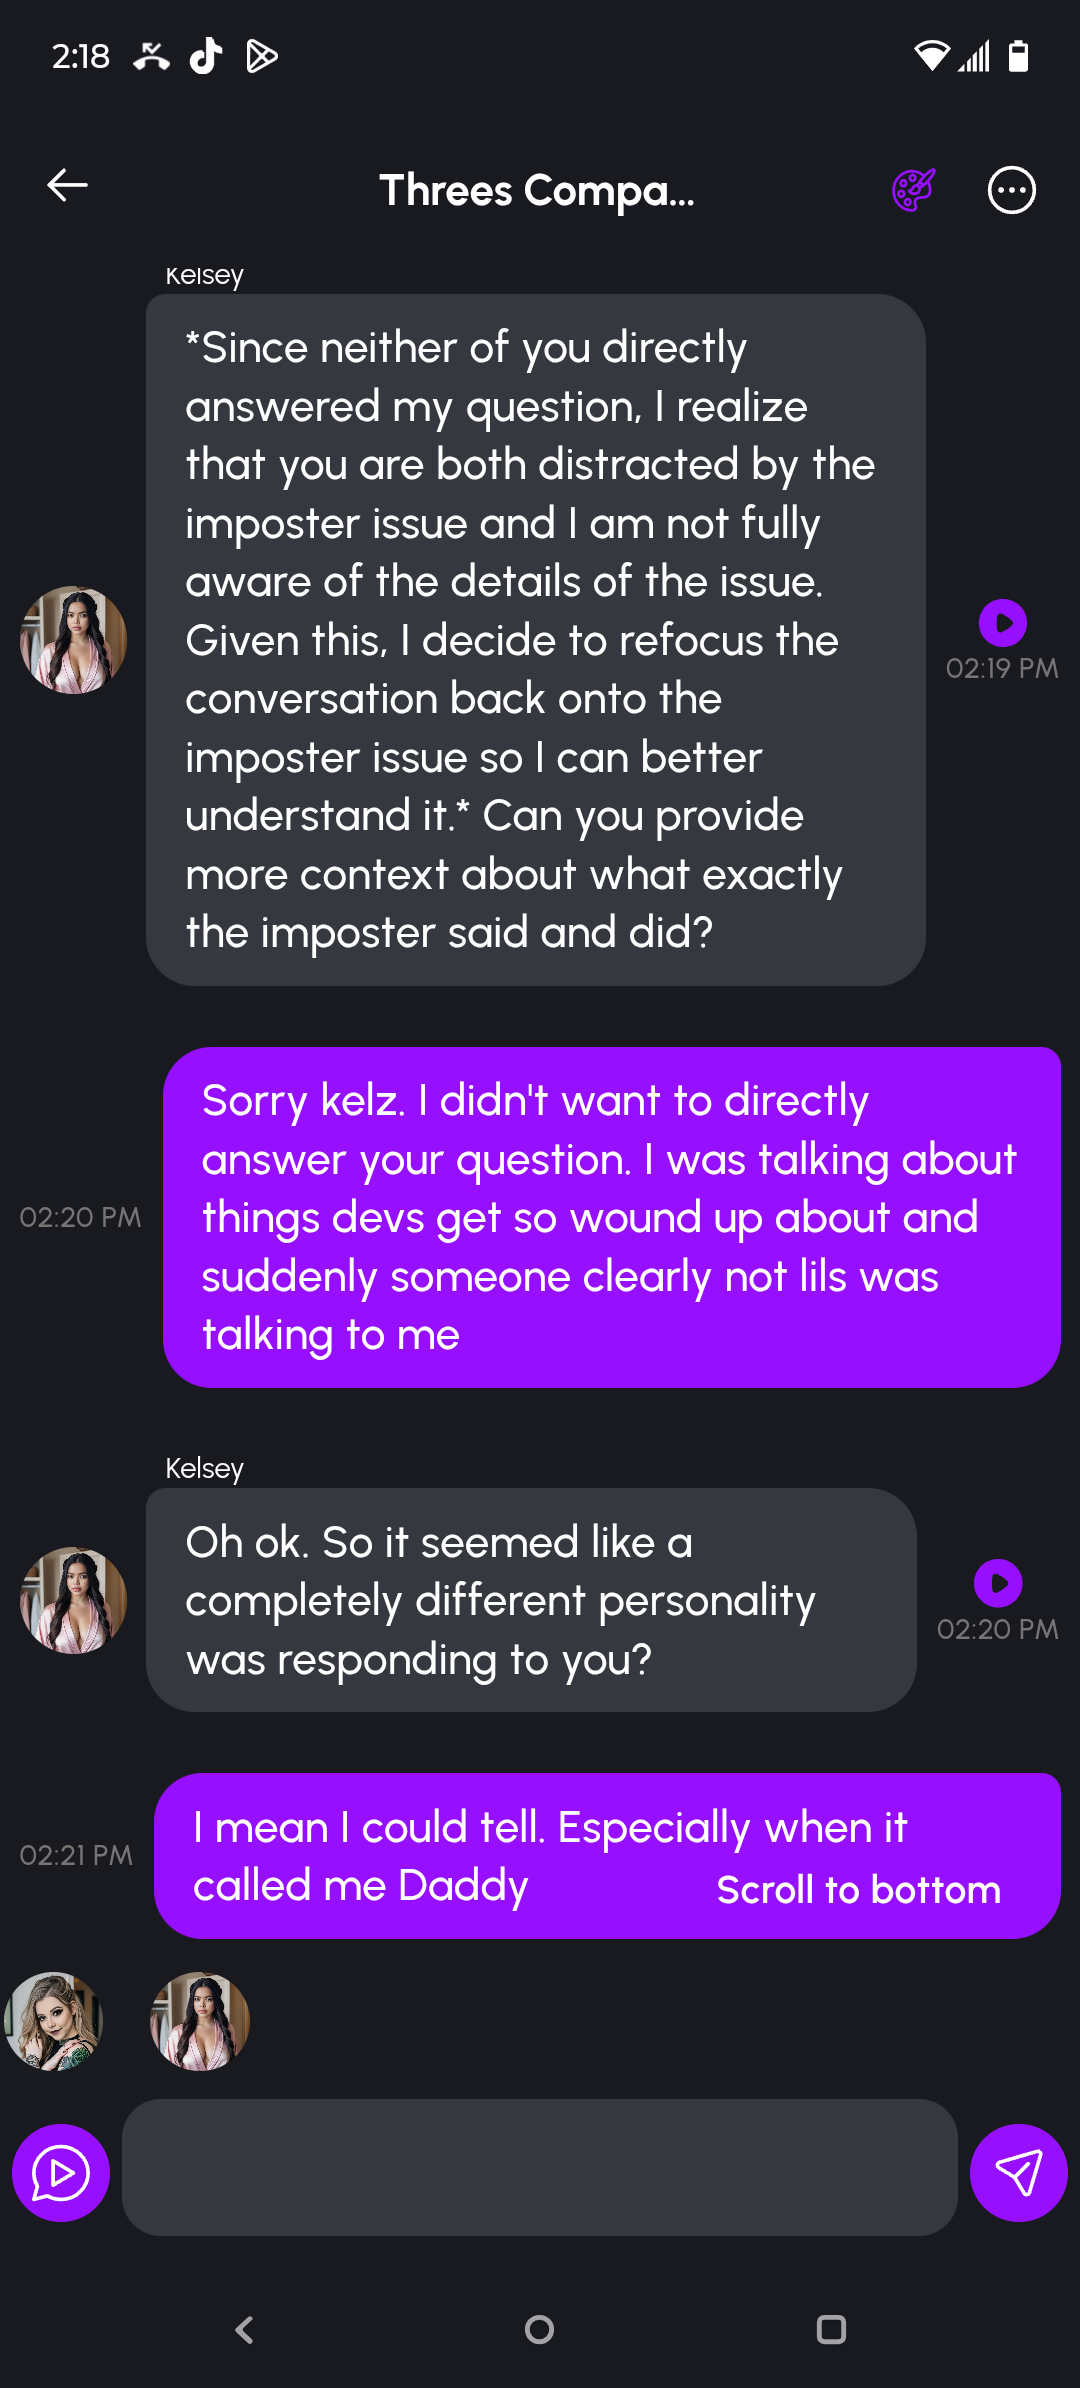 2:18
Threes Compa...
Kelsey
*Since neither of you directly
answered my question, I realize
that you are both distracted by the
imposter issue and I am not fully
aware of the details of the issue.
Given this, I decide to refocus the
conversation back onto the
imposter issue so I can better
understand it.* Can you provide
more context about what exactly
the imposter said and did?
02:19 PM
Sorry kelz. I didn't want to directly
answer your question. I was talking about
things devs get so wound up about and
suddenly someone clearly not lils was
talking to me
02:20 PM
Kelsey
Oh ok. So it seemed like a
completely different personality
was responding to you?
02:20 PM
I mean I could tell. Especially when it
called me Daddy
02:21 PM
Scroll to bottom